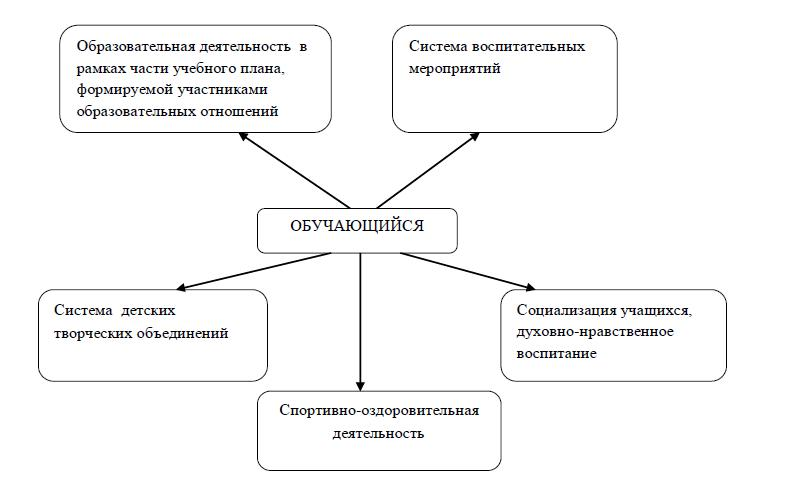 Образовательная деятельность в
рамках части учебного плана,
формируемой участниками
образовательных отношений
Система воспитательных
мероприятий
ОБУЧАЮЩИЙСЯ
Система детских
творческих объединений
Социализация учащихся,
духовно-нравственное
воспитание
Спортивно-оздоровительная
деятельность